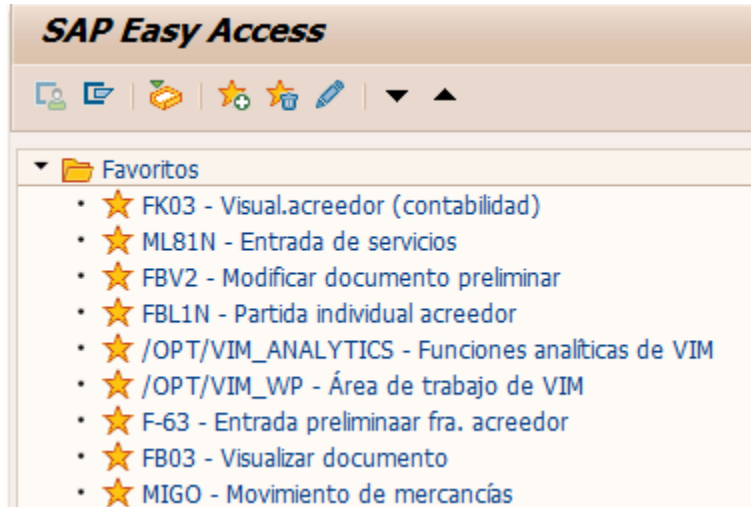 SAP Easy Access
Favoritos
FK03 - Visual.acreedor (contabilidad)
ML81N - Entrada de servicios
FBV2 - Modificar documento preliminar
FBL1N - Partida individual acreedor
/OPT/VIM_ANALYTICS - Funciones analíticas de VIM
/OPT/VIM_WP - Área de trabajo de VIM
F-63 - Entrada preliminaar fra. acreedor
FB03 - Visualizar documento
MIGO - Movimiento de mercancías